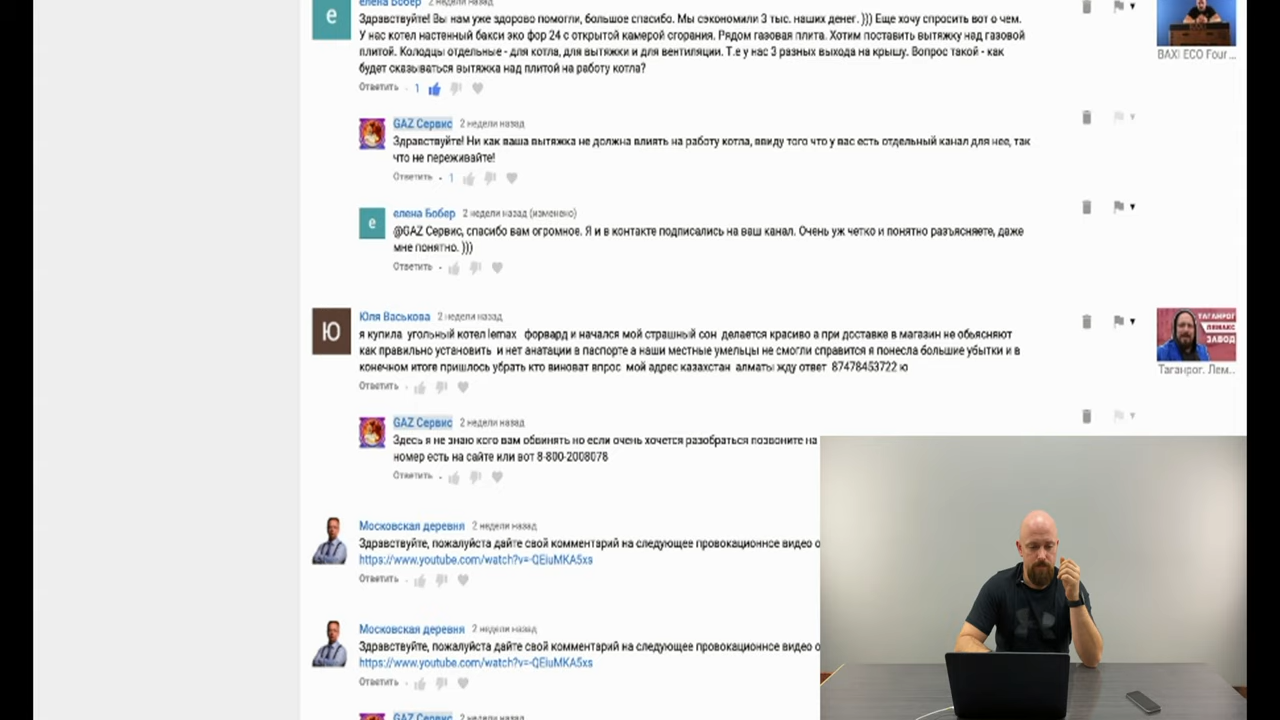 елена Бобер 2 недели назад
Здравствуйте! Вы нам уже здорово помогли, большое спасибо. Мы сэкономили 3 тыс. наших денег. ))) Еще хочу спросить вот о чем.
У нас котел настенный бакси эко фор 24 с открытой камерой сгорания. Рядом газовая плита. Хотим поставить вытяжку над газовой
плитой. Колодцы отдельные - для котла, для вытяжки и для вентиляции. Т.е у нас 3 разных выхода на крышу. Вопрос такой - как
будет сказываться вытяжка над плитой на работу котла?
Ответить · 1
BAXI ECO Four ...
GAZ Сервис 2 недели назад
Здравствуйте! Ни как ваша вытяжка не должна влиять на работу котла, ввиду того что у вас есть отдельный канал для нее, так
что не переживайте!
Ответить · 1
елена Бобер 2 недели назад (изменено)
@GAZ Сервис, спасибо вам огромное. Я и в контакте подписались на ваш канал. Очень уж четко и понятно разъясняете, даже
мне понятно. )))
Ответить ·
Юля Васькова 2 недели назад
я купила угольный котел lemax форвард и начался мой страшный сон делается красиво а при доставке в магазин не обьясняют
как правильно установить и нет анатации в паспорте а наши местные умельцы не смогли справится я понесла большие убытки и в
конечном итоге пришлось убрать кто виноват впрос мой адрес казахстан алматы жду ответ 87478453722 ю
Ответить ·
ТАГАНРОГ
ЛЕМАКС
ЗАВОД
Таганрог. Лем...
GAZ Сервис 2 недели назад
Здесь я не знаю кого вам обвинять но если очень хочется разобраться позвоните на
номер есть на сайте или вот 8-800-2008078
Ответить ·
Московская деревня 2 недели назад
Здравствуйте, пожалуйста дайте свой комментарий на следующее провокационное видео о
https://www.youtube.com/watch?v=-QEiuMKA5xs
Ответить ·
Московская деревня 2 недели назад
Здравствуйте, пожалуйста дайте свой комментарий на следующее провокационное видео о
https://www.youtube.com/watch?v=-QEiuMKA5xs
Ответить ·
GAZ Сервис 2 недели назад